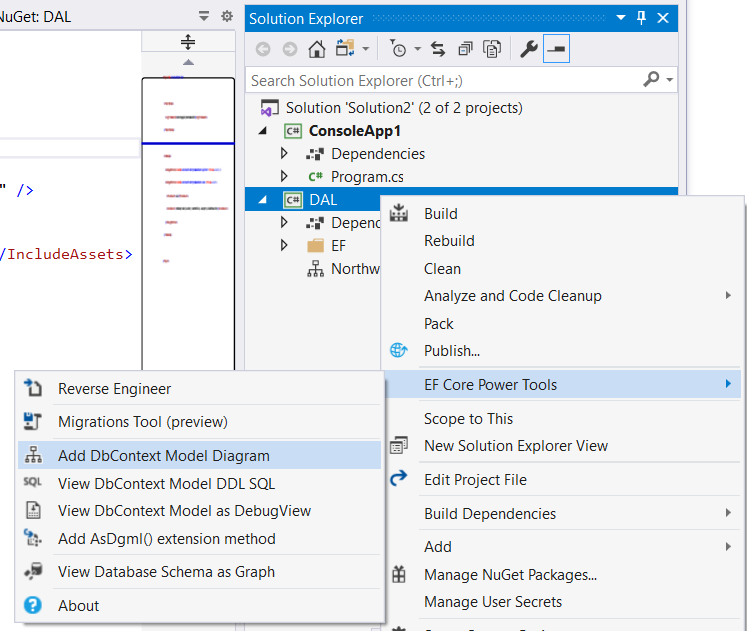 NuGet: DAL
" />
/IncludeAssets>
Solution Explorer
Search Solution Explorer (Ctrl+;)
Solution 'Solution2' (2 of 2 projects)
C# ConsoleApp1
Dependencies
C# Program.cs
C# DAL
Depend
EF
Northw
Build
Rebuild
Clean
Analyze and Code Cleanup
Pack
Publish...
EF Core Power Tools
Scope to This
New Solution Explorer View
Edit Project File
Build Dependencies
Add
Manage NuGet Packages...
Manage User Secrets
Reverse Engineer
Migrations Tool (preview)
Add DbContext Model Diagram
SQL View DbContext Model DDL SQL
View DbContext Model as DebugView
Add AsDgml() extension method
View Database Schema as Graph
? About